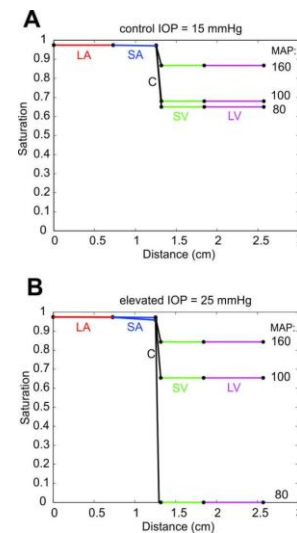 A
control IOP = 15 mmHg
MAP:
1
0.9
0.8
0.7
0.6
0.5
0.4
0.3
0.2
0.1
0
Saturation
LA
SA
C
SV
LV
160
100
80
0
0.5
1
1.5
2
2.5
Distance (cm)
B
elevated IOP = 25 mmHg
MAP:
1
0.9
0.8
0.7
0.6
0.5
0.4
0.3
0.2
0.1
0
Saturation
LA
SA
C
SV
LV
160
100
80
0
0.5
1
1.5
2
2.5
Distance (cm)